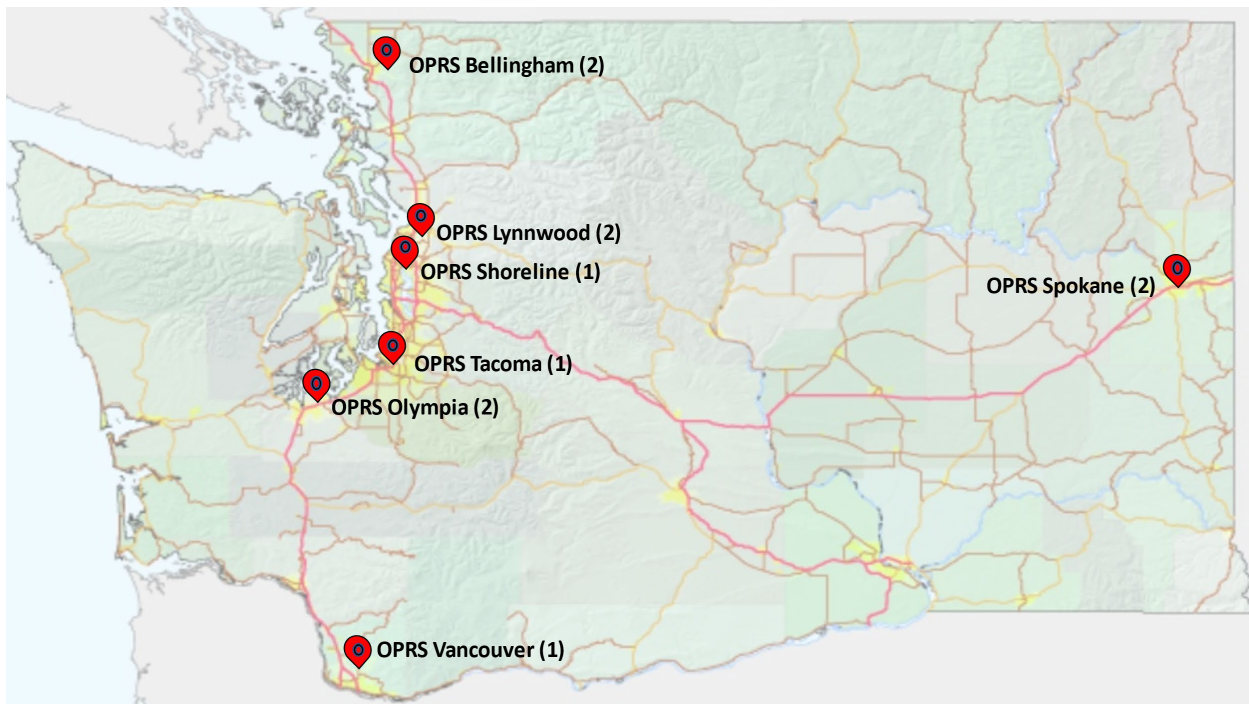 OPRS Bellingham (2)
OPRS Lynnwood (2)
OPRS Shoreline (1)
OPRS Spokane (2)
OPRS Tacoma (1)
OPRS Olympia (2)
OPRS Vancouver (1)